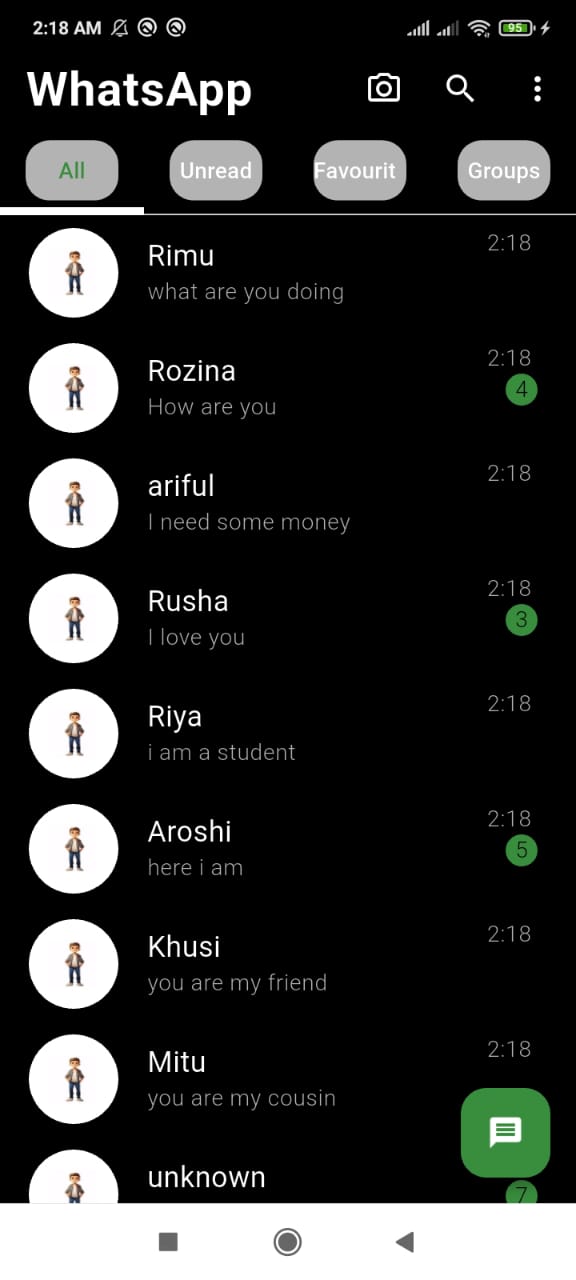 2:18 AM
95
WhatsApp
All
Unread
Favourit
Groups
Rimu
2:18
what are you doing
Rozina
2:18
How are you
4
ariful
2:18
I need some money
Rusha
2:18
I love you
3
Riya
2:18
i am a student
Aroshi
2:18
here i am
5
Khusi
2:18
you are my friend
Mitu
2:18
you are my cousin
unknown
7